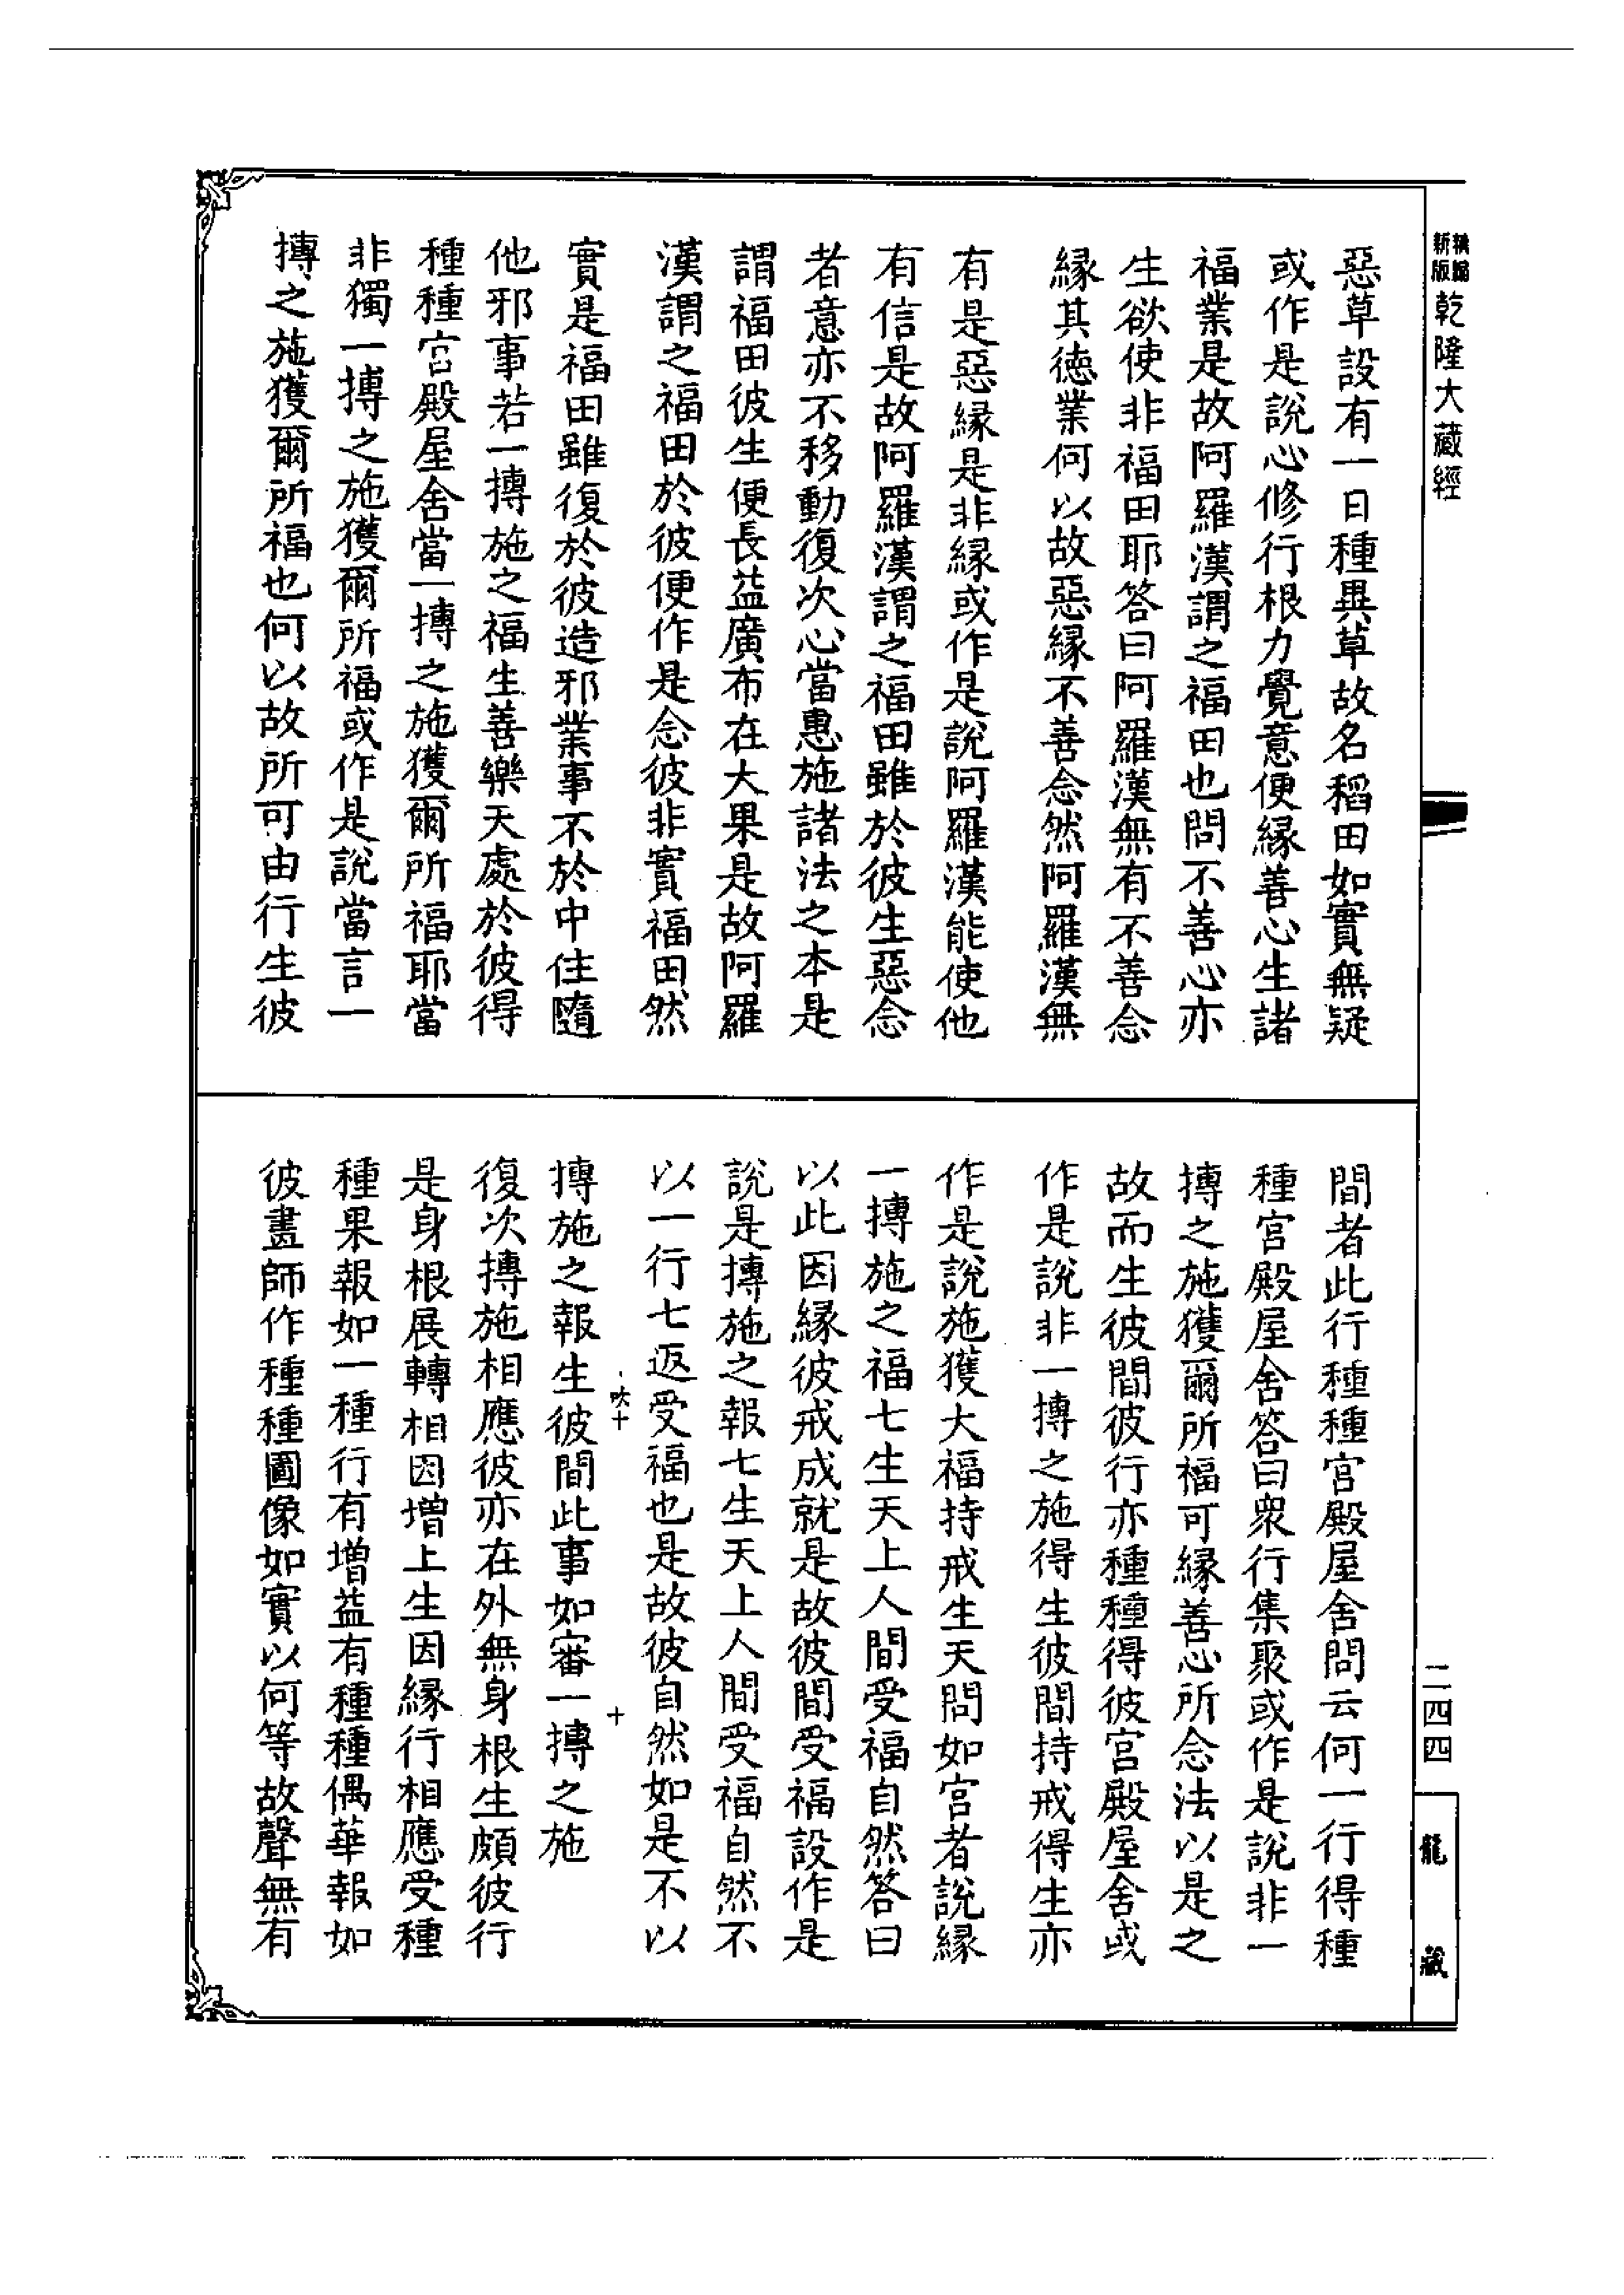 新編
新版
乾隆大藏經
惡草設有一日種異草故名稻田如實無疑
或作是說心修行根力覺意便緣善心生諸
福業是故阿羅漢謂之福田也問不善心亦
生欲使非福田耶答曰阿羅漢無有不善念
緣其德業何以故惡緣不善念然阿羅漢無
有是惡緣是非緣或作是說阿羅漢能使他
有信是故阿羅漢謂之福田雖於彼生惡念
者意亦不移動復次心當惠施諸法之本是
謂福田彼生便長益廣布在大果是故阿羅
漢謂之福田於彼便作是念彼非實福田然
實是福田雖復於彼造邪業事不於中住隨
他邪事若一摶施之福生善樂天處於彼得
種種宮殿屋舍當一摶之施獲爾所福耶當
非獨一摶之施獲爾所福或作是說當言一
摶之施獲爾所福也何以故所可由行生彼
間者此行種種宮殿屋舍問云何一行得種
種宮殿屋舍答曰眾行集聚或作是說非一
摶之施獲爾所福可緣善心所念法以是之
故而生彼間彼行亦種種得彼宮殿屋舍或
作是說非一摶之施得生彼間持戒得生亦
作是說施獲大福持戒生天問如宮者說緣
一摶施之福七生天上人間受福自然答曰
以此因緣彼戒成就是故彼間受福設作是
說是摶施之報七生天上人間受福自然不
以一行七返受福也是故彼自然如是不以
摶施之報生彼間此事如審一摶之施
復次摶施相應彼亦在外無身根生頗彼行
是身根展轉相因增上生因緣行相應受種
種果報如一種行有增益有種種偶華報如
彼畫師作種種圖像如實以何等故聲無有
二四四
龍藏